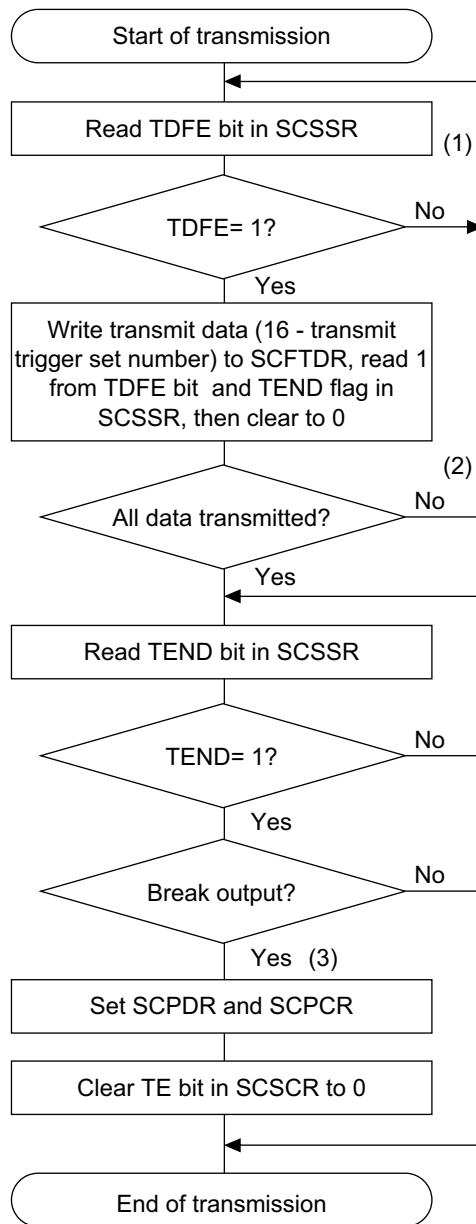 Start of transmission
Read TDFE bit in SCSSR
(1)
TDFE= 1?
No
Yes
Write transmit data (16 - transmit
trigger set number) to SCFTDR, read 1
from TDFE bit and TEND flag in
SCSSR, then clear to 0
(2)
All data transmitted?
No
Yes
Read TEND bit in SCSSR
TEND= 1?
No
Yes
Break output?
No
Yes (3)
Set SCPDR and SCPCR
Clear TE bit in SCSCR to 0
End of transmission